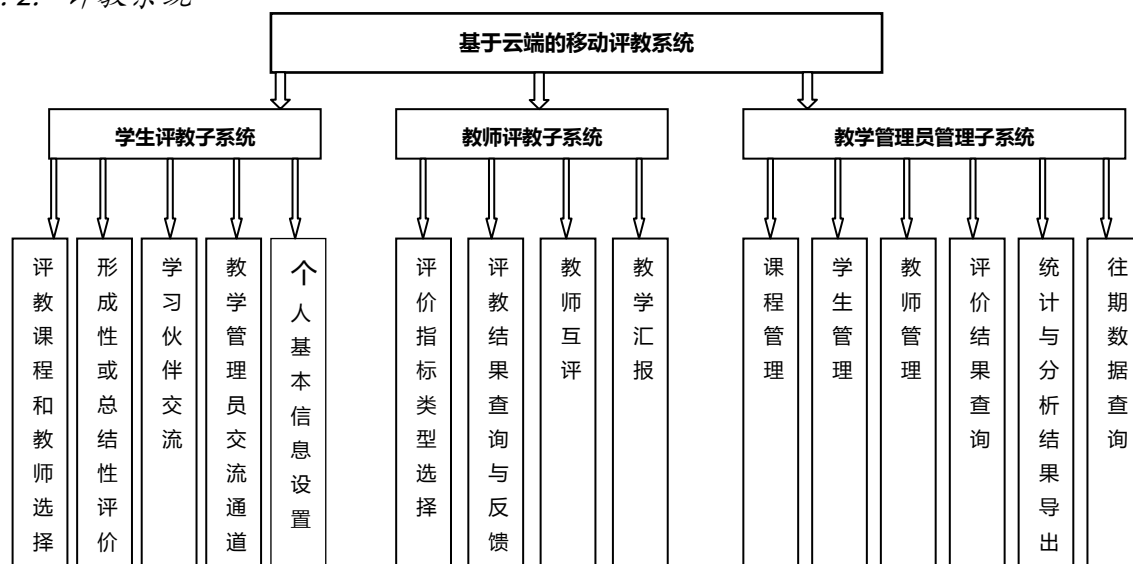 .2. 评教系统
基于云端的移动评教系统
学生评教子系统
教师评教子系统
教学管理员管理子系统
评教课程和教师选择
形成性或总结性评价
学习伙伴交流
教学管理员交流通道
个人基本信息设置
评价指标类型选择
评教结果查询与反馈
教师互评
教学汇报
课程管理
学生管理
教师管理
评价结果查询
统计与分析结果导出
往期数据查询